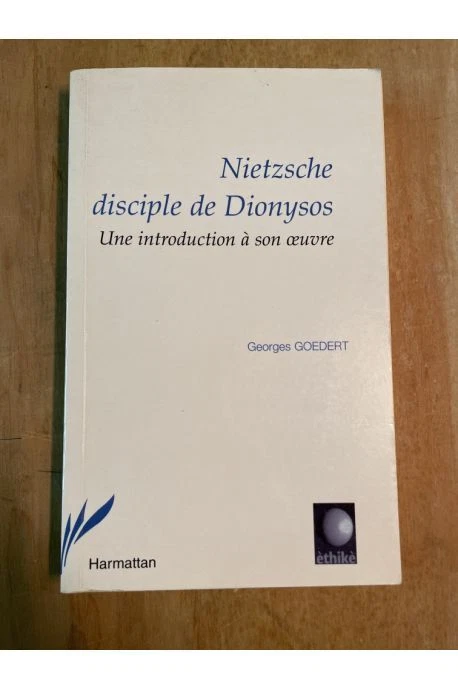 Nietzsche
disciple de Dionysos
Une introduction à son œuvre
Georges GOEDERT
Harmattan
èthikè